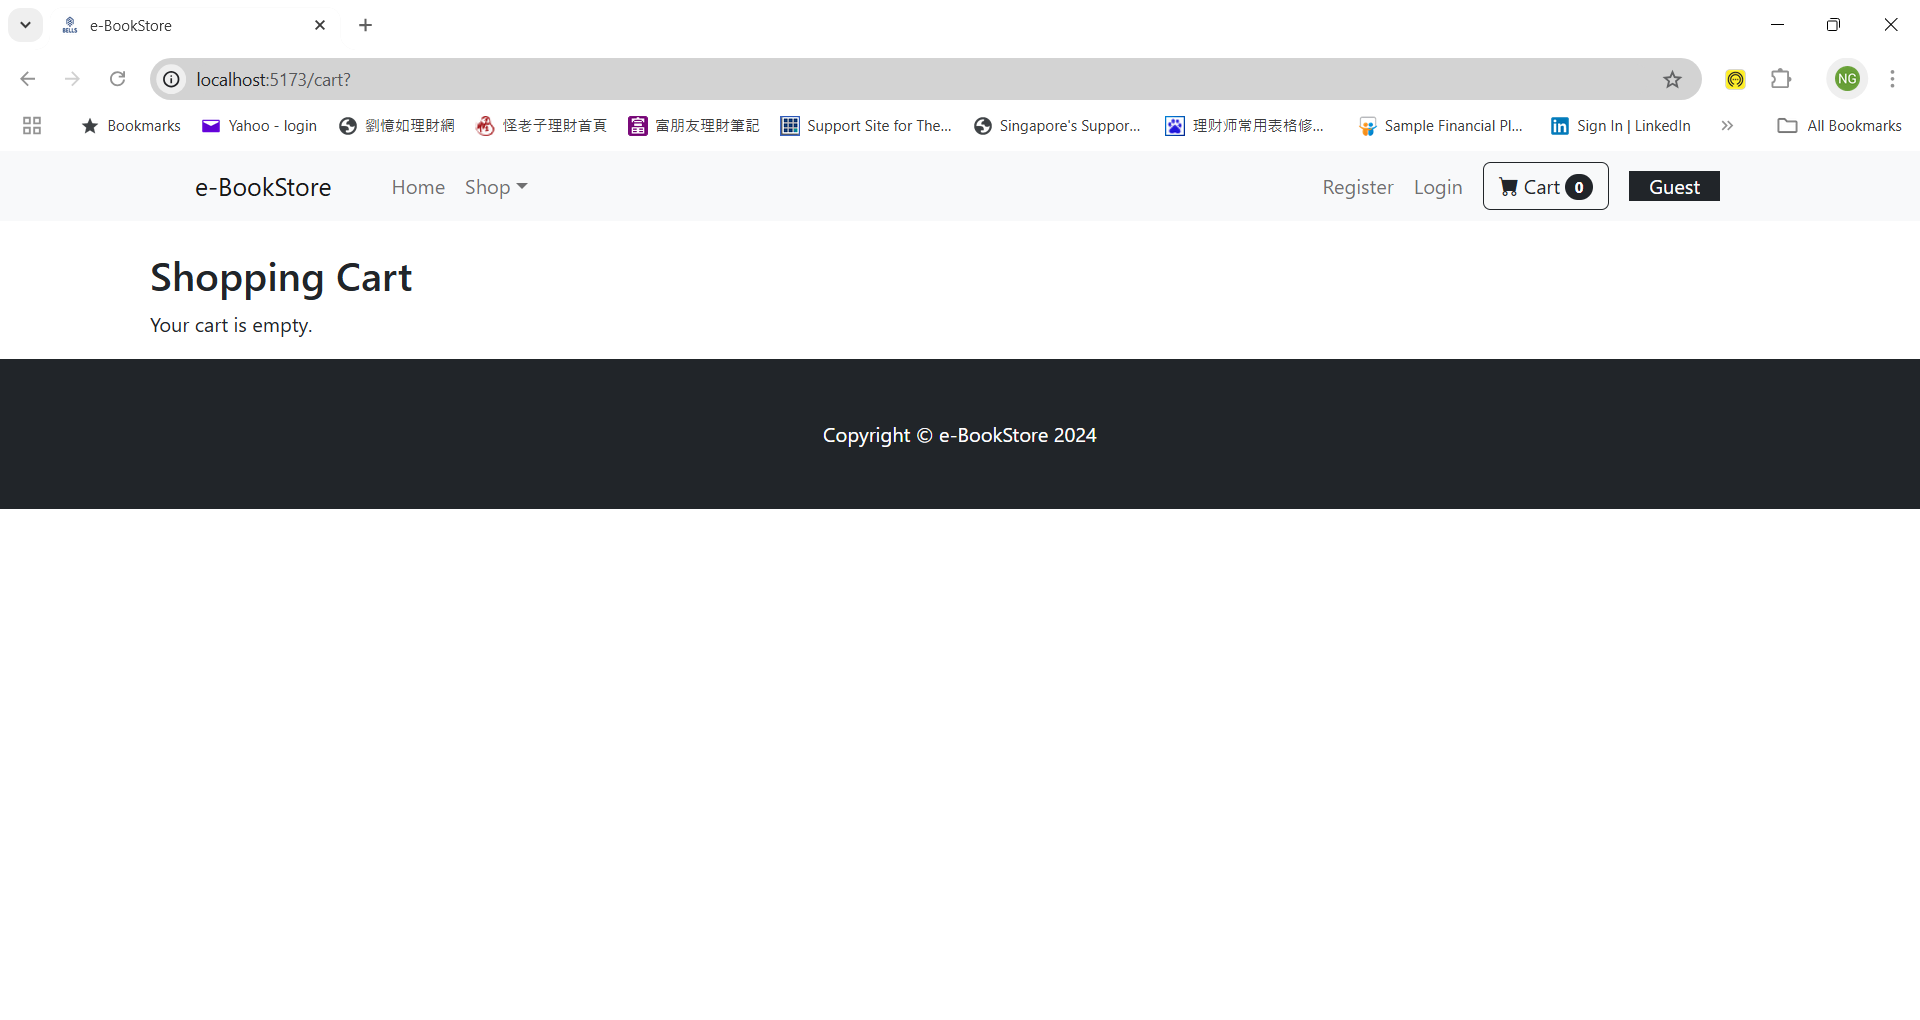 e-BookStore
localhost:5173/cart?
Bookmarks Yahoo - login 劉憶如理財網 怪老子理財首頁 富朋友理財筆記 Support Site for The... Singapore's Suppor... 理财师常用表格修... Sample Financial Pl... Sign In | LinkedIn All Bookmarks
e-BookStore Home Shop Register Login Cart 0 Guest
Shopping Cart
Your cart is empty.
Copyright © e-BookStore 2024
BELLS
NG
富
in